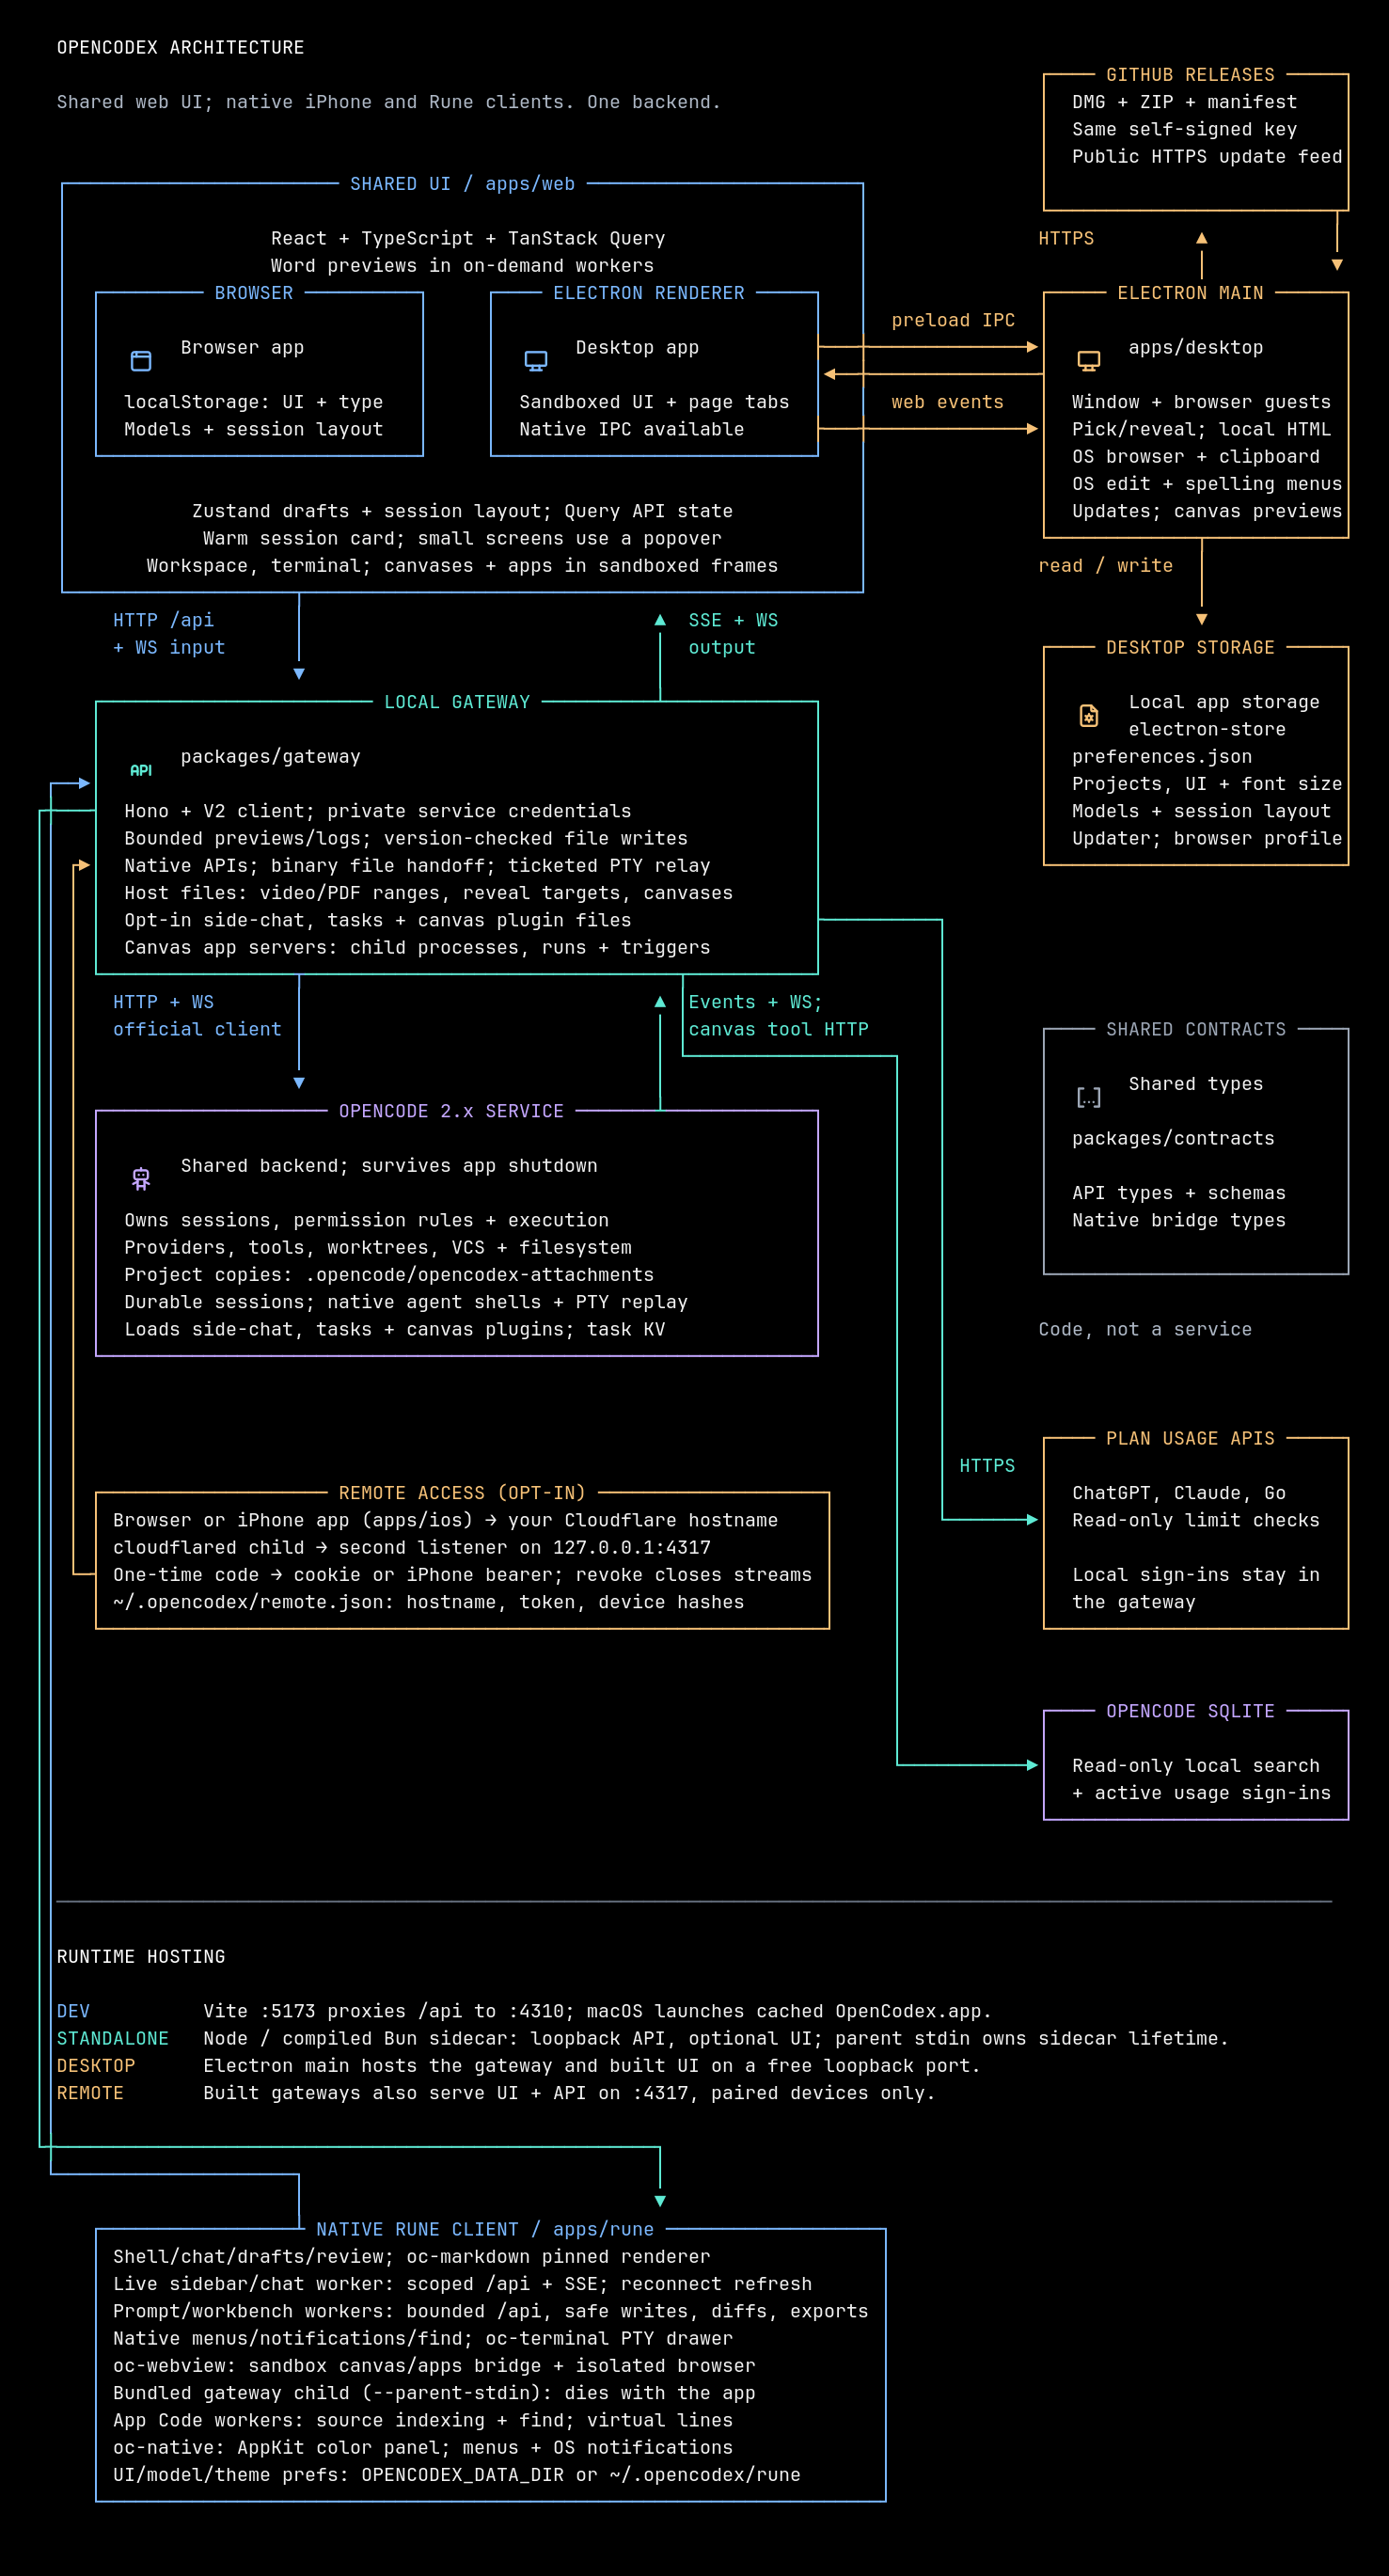 OPENCODEX ARCHITECTURE
Shared web UI; native iPhone and Rune clients. One backend.
GITHUB RELEASES
DMG + ZIP + manifest
Same self-signed key
Public HTTPS update feed
HTTPS
SHARED UI / apps/web
React + TypeScript + TanStack Query
Word previews in on-demand workers
BROWSER
Browser app
localStorage: UI + type
Models + session layout
ELECTRON RENDERER
Desktop app
Sandboxed UI + page tabs
Native IPC available
Zustand drafts + session layout; Query API state
Warm session card; small screens use a popover
Workspace, terminal; canvases + apps in sandboxed frames
preload IPC
web events
ELECTRON MAIN
apps/desktop
Window + browser guests
Pick/reveal; local HTML
OS browser + clipboard
OS edit + spelling menus
Updates; canvas previews
read / write
HTTP /api
+ WS input
SSE + WS
output
DESKTOP STORAGE
Local app storage
electron-store
preferences.json
Projects, UI + font size
Models + session layout
Updater; browser profile
LOCAL GATEWAY
API
packages/gateway
Hono + V2 client; private service credentials
Bounded previews/logs; version-checked file writes
Native APIs; binary file handoff; ticketed PTY relay
Host files: video/PDF ranges, reveal targets, canvases
Opt-in side-chat, tasks + canvas plugin files
Canvas app servers: child processes, runs + triggers
HTTP + WS
official client
Events + WS;
canvas tool HTTP
SHARED CONTRACTS
Shared types
packages/contracts
API types + schemas
Native bridge types
Code, not a service
OPENCODE 2.x SERVICE
Shared backend; survives app shutdown
Owns sessions, permission rules + execution
Providers, tools, worktrees, VCS + filesystem
Project copies: .opencode/opencodex-attachments
Durable sessions; native agent shells + PTY replay
Loads side-chat, tasks + canvas plugins; task KV
HTTPS
PLAN USAGE APIS
ChatGPT, Claude, Go
Read-only limit checks
Local sign-ins stay in
the gateway
REMOTE ACCESS (OPT-IN)
Browser or iPhone app (apps/ios) → your Cloudflare hostname
cloudflared child → second listener on 127.0.0.1:4317
One-time code → cookie or iPhone bearer; revoke closes streams
~/.opencodex/remote.json: hostname, token, device hashes
OPENCODE SQLITE
Read-only local search
+ active usage sign-ins
RUNTIME HOSTING
DEV Vite :5173 proxies /api to :4310; macOS launches cached OpenCodex.app.
STANDALONE Node / compiled Bun sidecar: loopback API, optional UI; parent stdin owns sidecar lifetime.
DESKTOP Electron main hosts the gateway and built UI on a free loopback port.
REMOTE Built gateways also serve UI + API on :4317, paired devices only.
NATIVE RUNE CLIENT / apps/rune
Shell/chat/drafts/review; oc-markdown pinned renderer
Live sidebar/chat worker: scoped /api + SSE; reconnect refresh
Prompt/workbench workers: bounded /api, safe writes, diffs, exports
Native menus/notifications/find; oc-terminal PTY drawer
oc-webview: sandbox canvas/apps bridge + isolated browser
Bundled gateway child (--parent-stdin): dies with the app
App Code workers: source indexing + find; virtual lines
oc-native: AppKit color panel; menus + OS notifications
UI/model/theme prefs: OPENCODEX_DATA_DIR or ~/.opencodex/rune